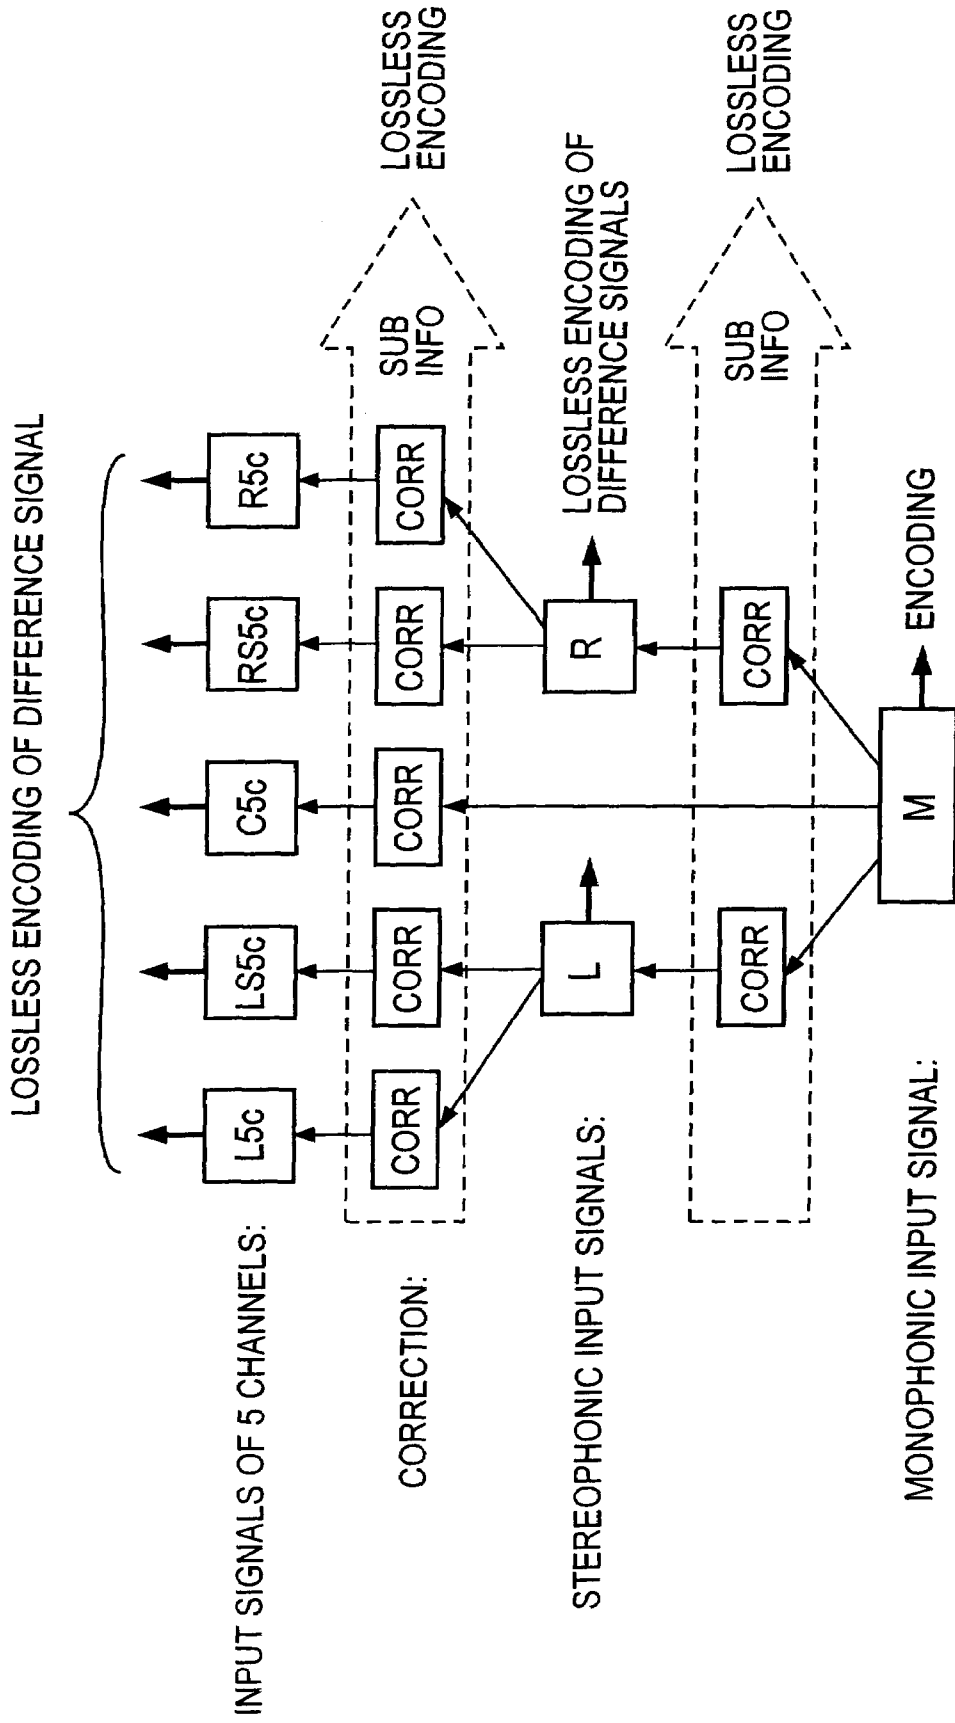 LOSSLESS ENCODING OF DIFFERENCE SIGNAL
INPUT SIGNALS OF 5 CHANNELS:
L5c
LS5c
C5c
RS5c
R5c
CORRECTION:
CORR
CORR
CORR
CORR
CORR
SUB
INFO
LOSSLESS
ENCODING
STEREOPHONIC INPUT SIGNALS:
L
R
LOSSLESS ENCODING OF
DIFFERENCE SIGNALS
CORR
CORR
SUB
INFO
LOSSLESS
ENCODING
MONOPHONIC INPUT SIGNAL:
M
ENCODING